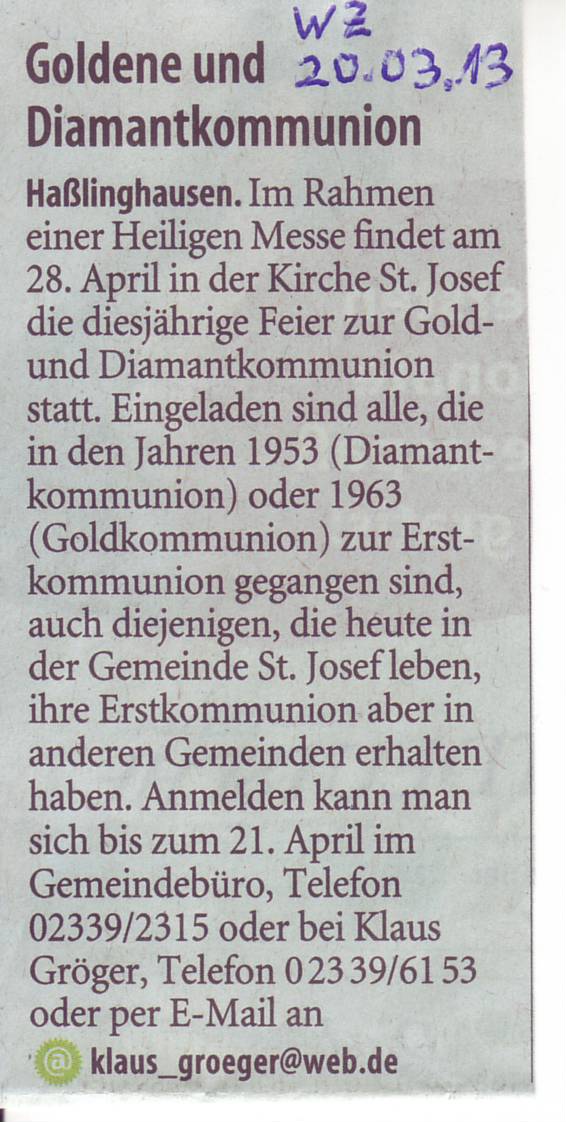 WZ
20.03.13
Goldene und
Diamantkommunion
Haßlinghausen. Im Rahmen
einer Heiligen Messe findet am
28. April in der Kirche St. Josef
die diesjährige Feier zur Gold-
und Diamantkommunion
statt. Eingeladen sind alle, die
in den Jahren 1953 (Diamant-
kommunion) oder 1963
(Goldkommunion) zur Erst-
kommunion gegangen sind,
auch diejenigen, die heute in
der Gemeinde St. Josef leben,
ihre Erstkommunion aber in
anderen Gemeinden erhalten
haben. Anmelden kann man
sich bis zum 21. April im
Gemeindebüro, Telefon
02339/2315 oder bei Klaus
Gröger, Telefon 0 23 39/61 53
oder per E-Mail an
@ klaus_groeger@web.de